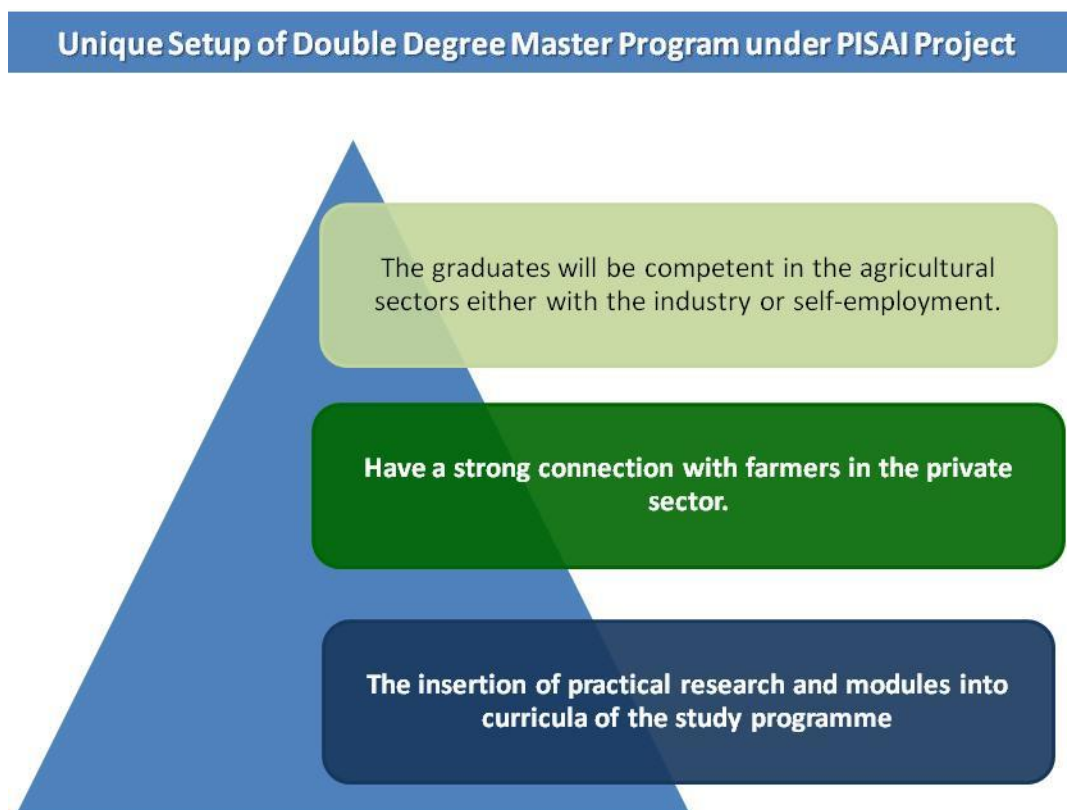 Unique Setup of Double Degree Master Program under PISAI Project
The graduates will be competent in the agricultural
sectors either with the industry or self-employment.
Have a strong connection with farmers in the private
sector.
The insertion of practical research and modules into
curricula of the study programme